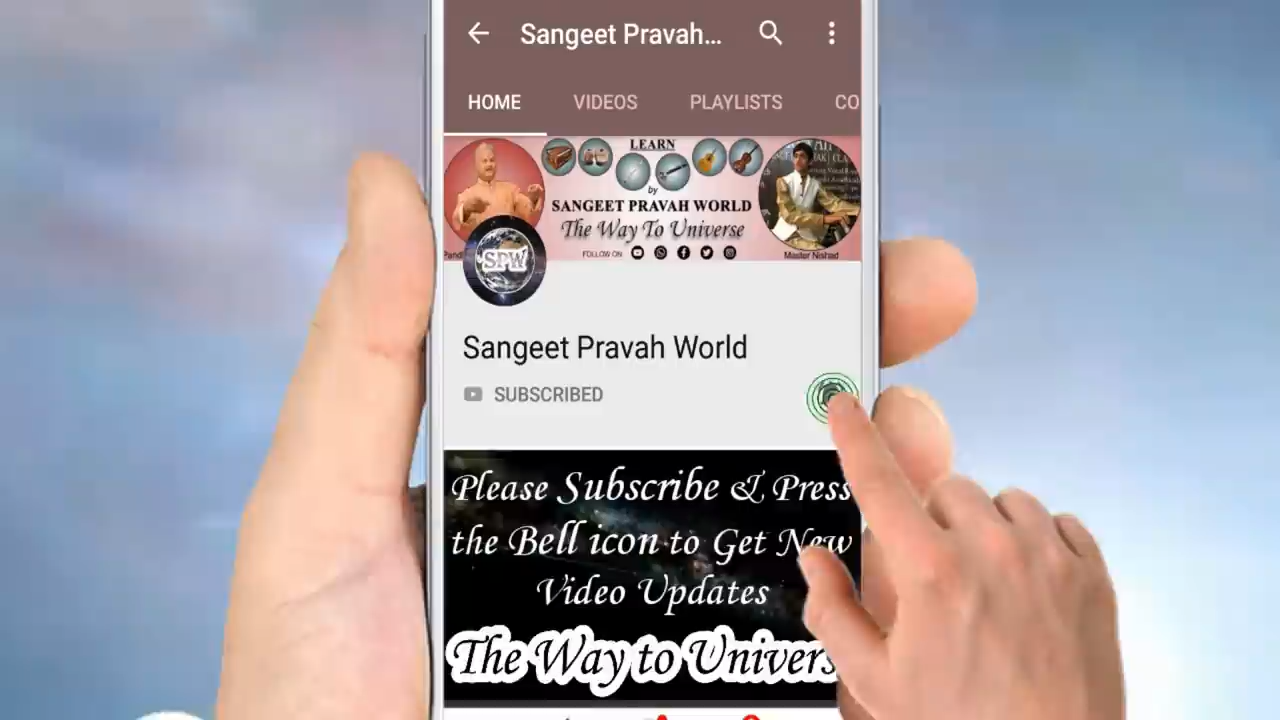 Sangeet Pravah...
HOME VIDEOS PLAYLISTS CO
LEARN
by
SANGEET PRAVAH WORLD
The Way To Universe
FOLLOW ON
Pand
Master Nishad
SPW
Sangeet Pravah World
SUBSCRIBED
Please Subscribe & Press
the Bell icon to Get New
Video Updates
The Way to Univers